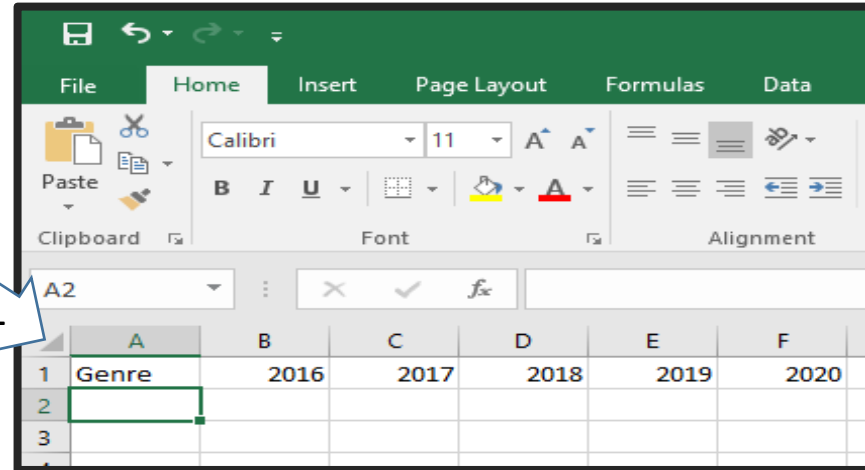 File Home Insert Page Layout Formulas Data
Calibri 11 A A
Paste B I U A
Clipboard Font Alignment
A2 fx
A B C D E F
1 Genre 2016 2017 2018 2019 2020
2
3